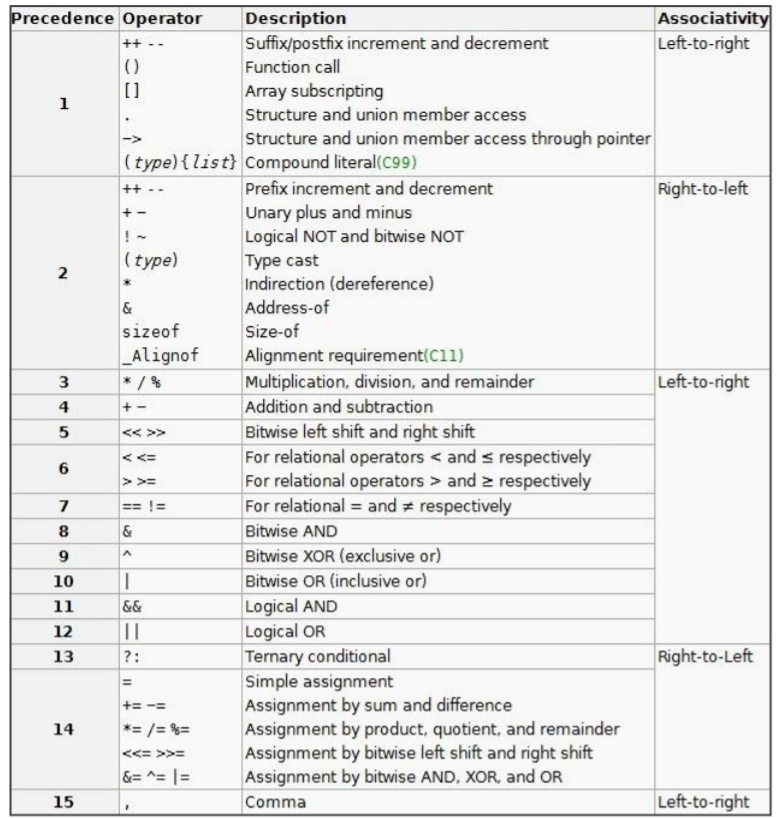 Precedence Operator Description Associativity
1
++ -- Suffix/postfix increment and decrement Left-to-right
() Function call
[] Array subscripting
. Structure and union member access
-> Structure and union member access through pointer
(type){list} Compound literal(C99)
2
++ -- Prefix increment and decrement Right-to-left
+ - Unary plus and minus
! ~ Logical NOT and bitwise NOT
(type) Type cast
* Indirection (dereference)
& Address-of
sizeof Size-of
_Alignof Alignment requirement(C11)
3 * / % Multiplication, division, and remainder Left-to-right
4 + - Addition and subtraction
5 << >> Bitwise left shift and right shift
6
< <= For relational operators < and ≤ respectively
> >= For relational operators > and ≥ respectively
7 == != For relational = and ≠ respectively
8 & Bitwise AND
9 ^ Bitwise XOR (exclusive or)
10 | Bitwise OR (inclusive or)
11 && Logical AND
12 || Logical OR
13 ?: Ternary conditional Right-to-Left
14
= Simple assignment
+= -= Assignment by sum and difference
*= /= %= Assignment by product, quotient, and remainder
<<= >>= Assignment by bitwise left shift and right shift
&= ^= |= Assignment by bitwise AND, XOR, and OR
15 , Comma Left-to-right